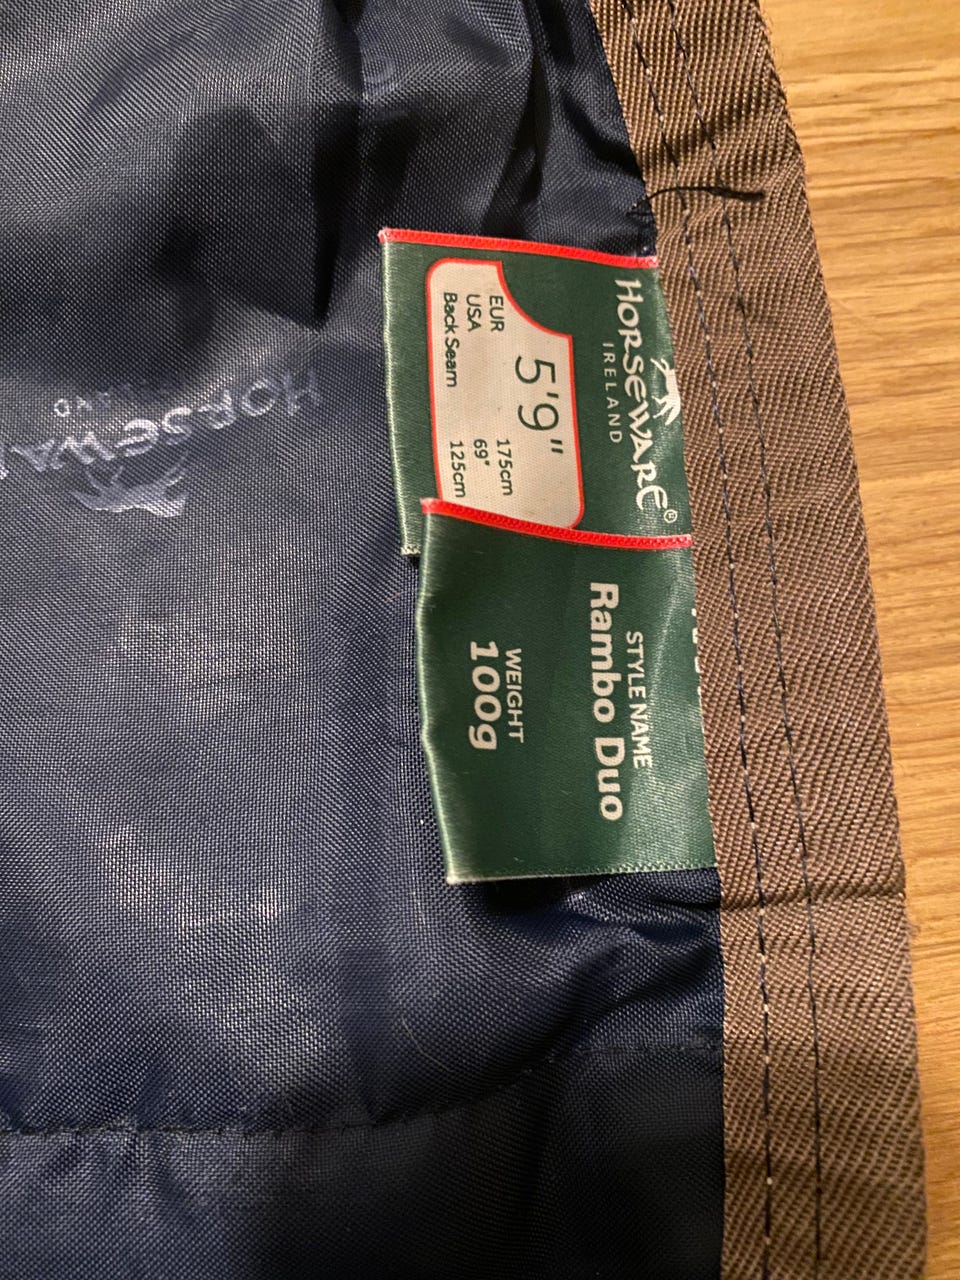 HORSEWARE®
IRELAND
5'9"
EUR 175cm
USA 69"
Back Seam 125cm
STYLE NAME
Rambo Duo
WEIGHT
100g